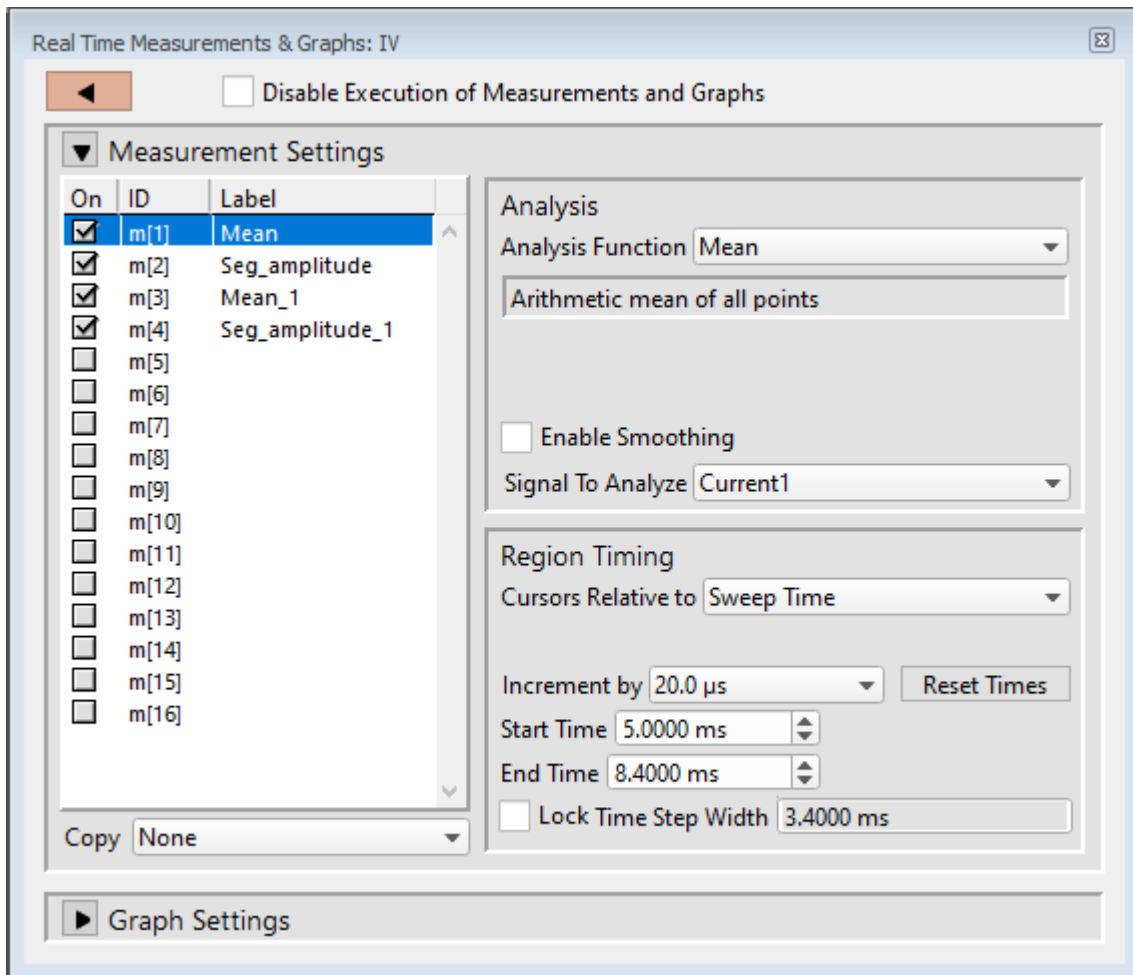 Real Time Measurements & Graphs: IV
Disable Execution of Measurements and Graphs
Measurement Settings
On ID Label
m[1] Mean
m[2] Seg_amplitude
m[3] Mean_1
m[4] Seg_amplitude_1
m[5]
m[6]
m[7]
m[8]
m[9]
m[10]
m[11]
m[12]
m[13]
m[14]
m[15]
m[16]
Copy None
Analysis
Analysis Function Mean
Arithmetic mean of all points
Enable Smoothing
Signal To Analyze Current1
Region Timing
Cursors Relative to Sweep Time
Increment by 20.0 µs Reset Times
Start Time 5.0000 ms
End Time 8.4000 ms
Lock Time Step Width 3.4000 ms
Graph Settings